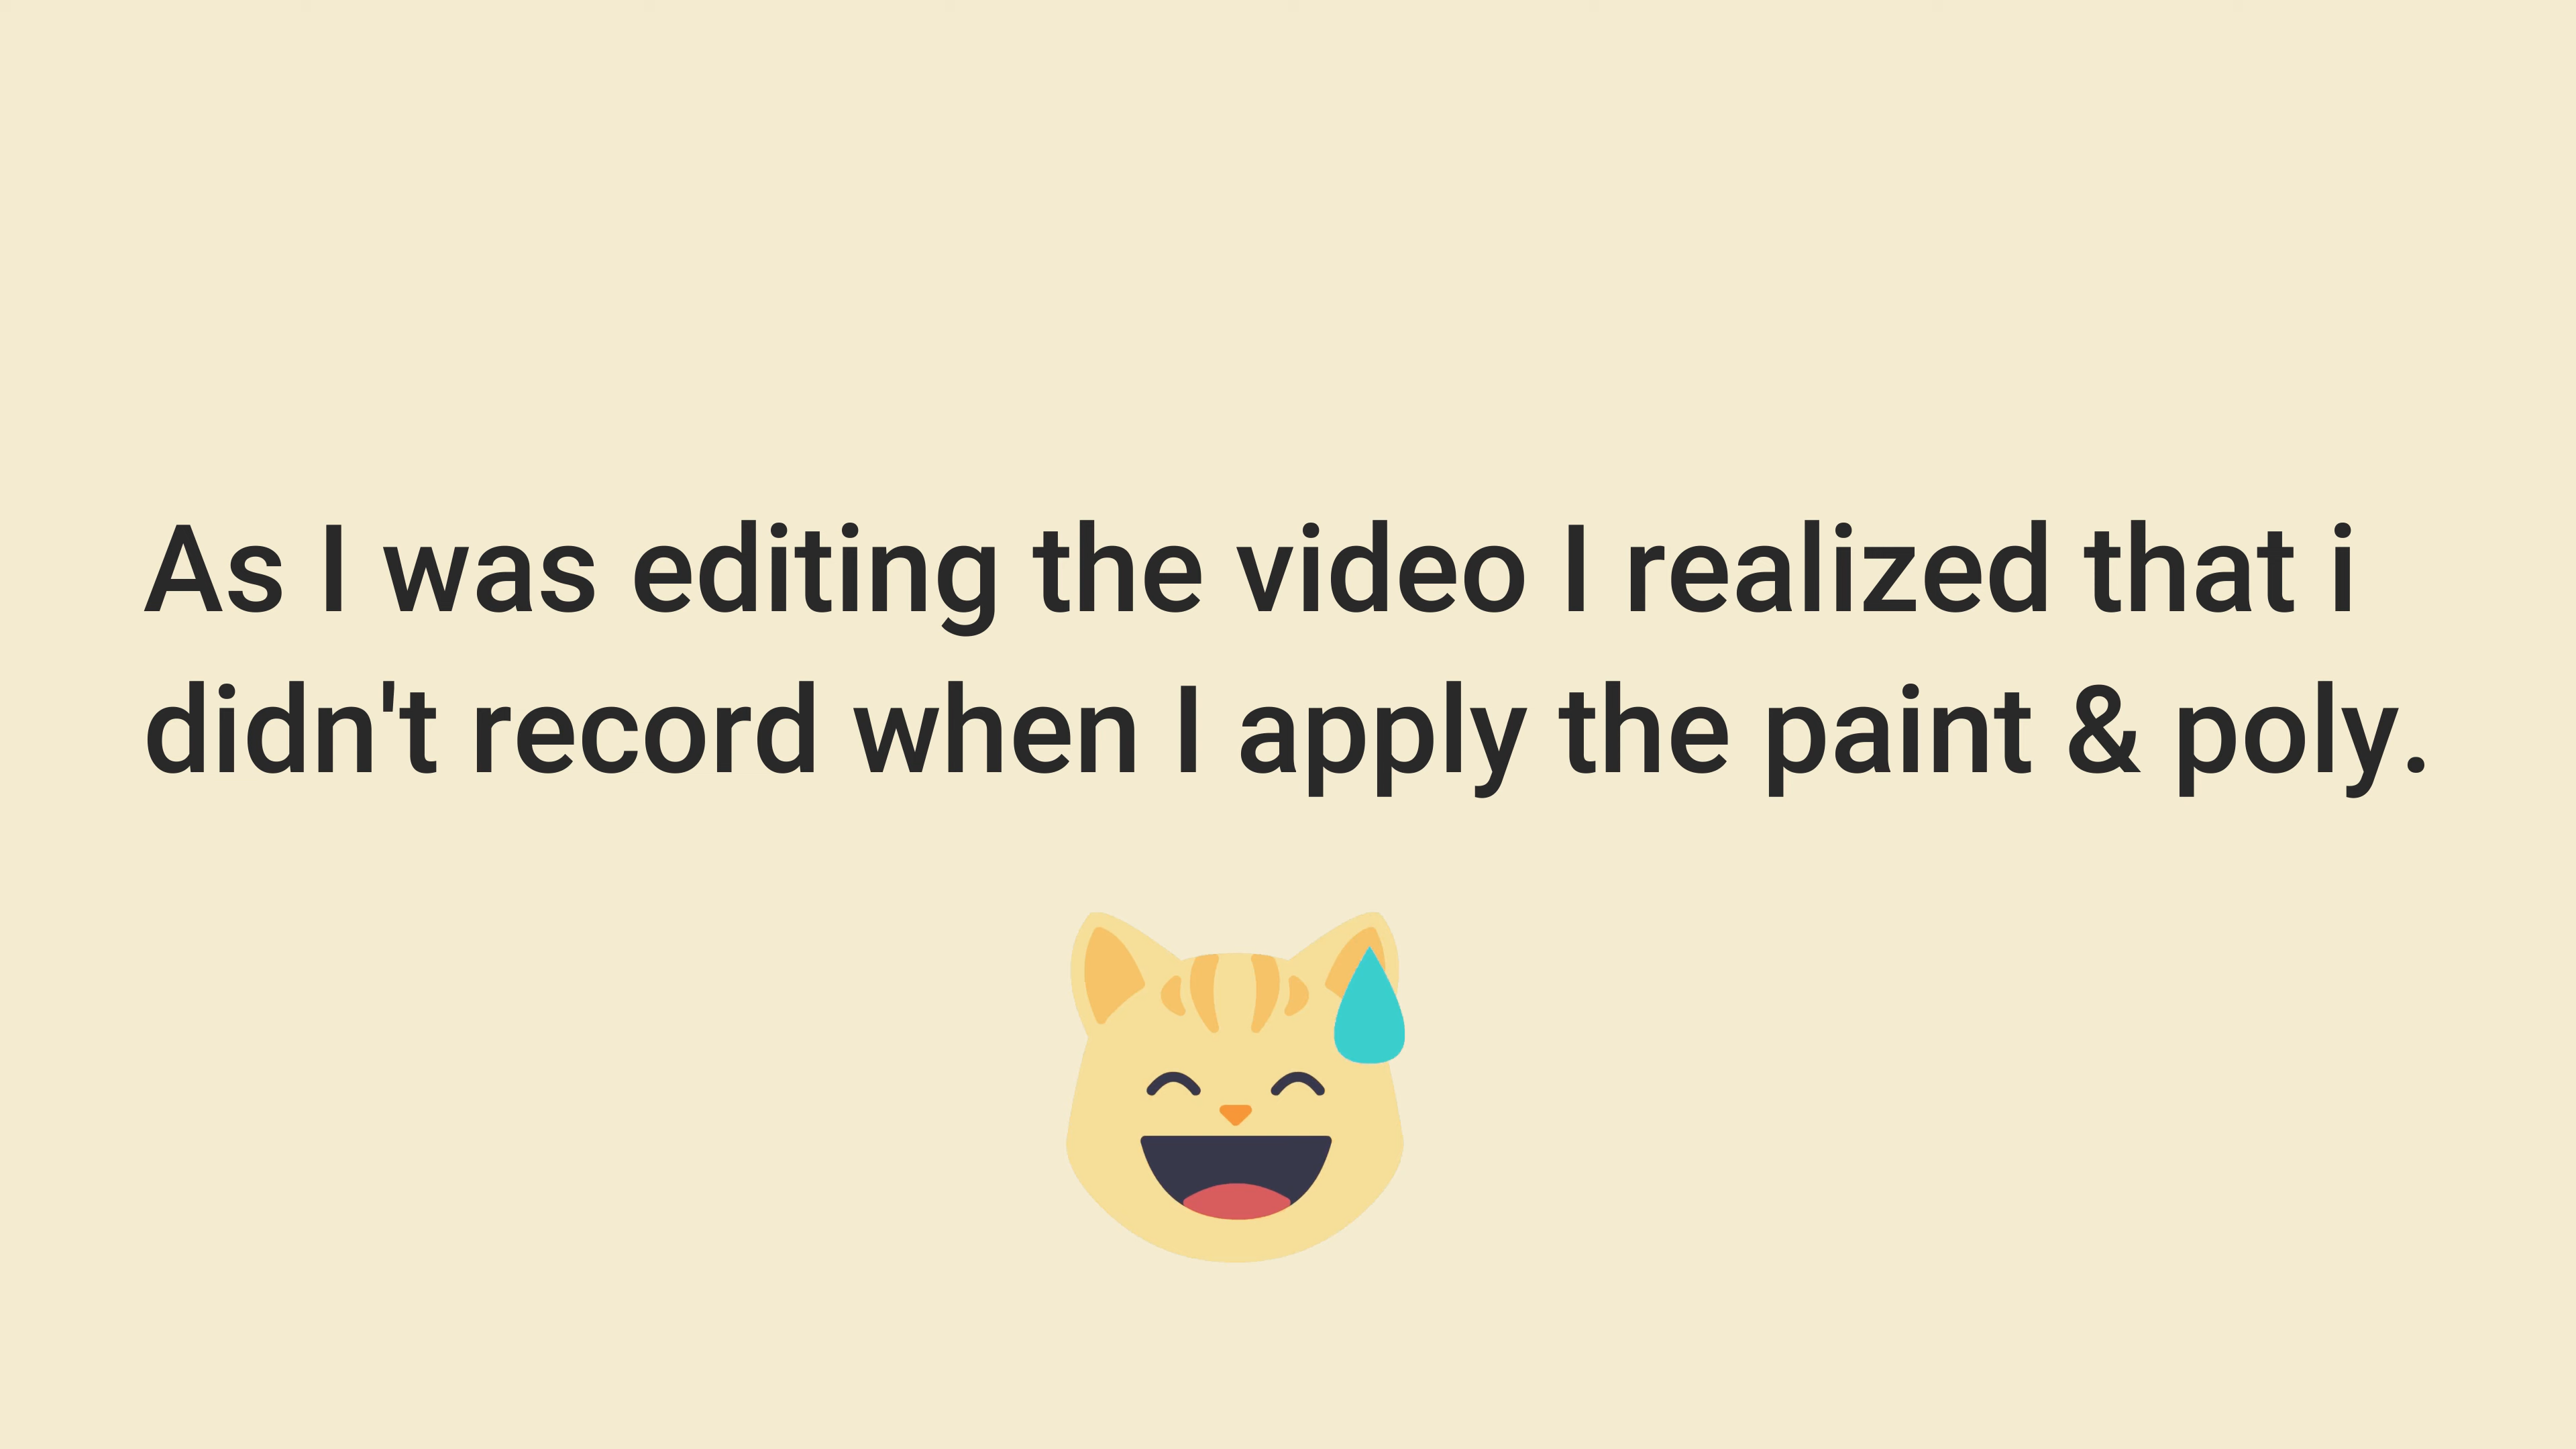 As I was editing the video I realized that i
didn't record when I apply the paint & poly.